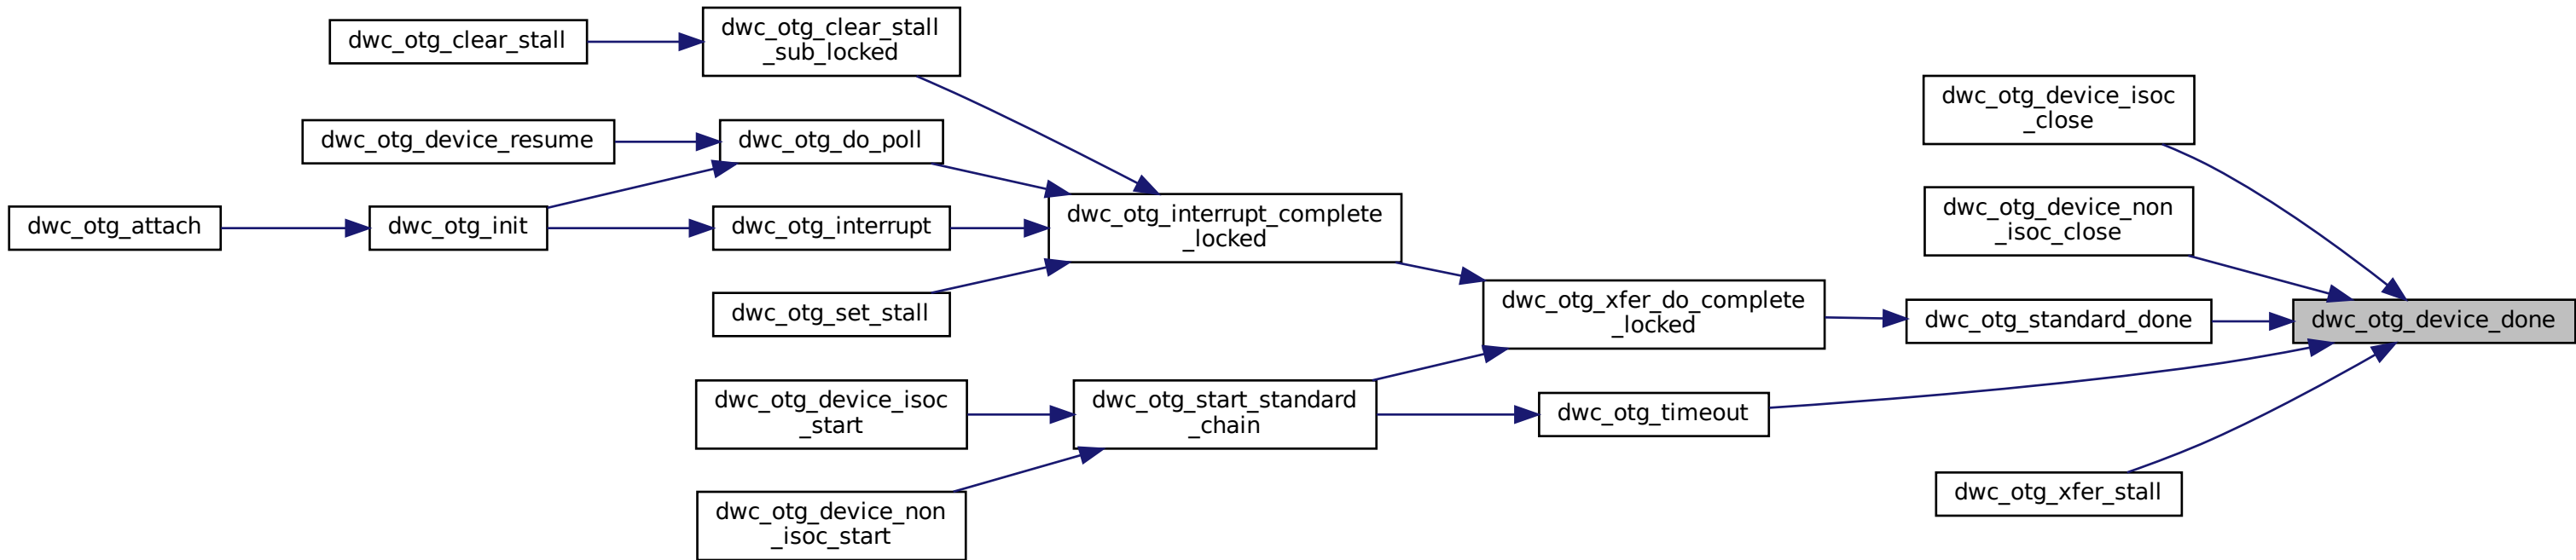 dwc_otg_clear_stall
dwc_otg_clear_stall
_sub_locked
dwc_otg_device_resume
dwc_otg_do_poll
dwc_otg_attach
dwc_otg_init
dwc_otg_interrupt
dwc_otg_set_stall
dwc_otg_interrupt_complete
_locked
dwc_otg_device_isoc
_start
dwc_otg_device_non
_isoc_start
dwc_otg_start_standard
_chain
dwc_otg_xfer_do_complete
_locked
dwc_otg_timeout
dwc_otg_device_isoc
_close
dwc_otg_device_non
_isoc_close
dwc_otg_standard_done
dwc_otg_xfer_stall
dwc_otg_device_done